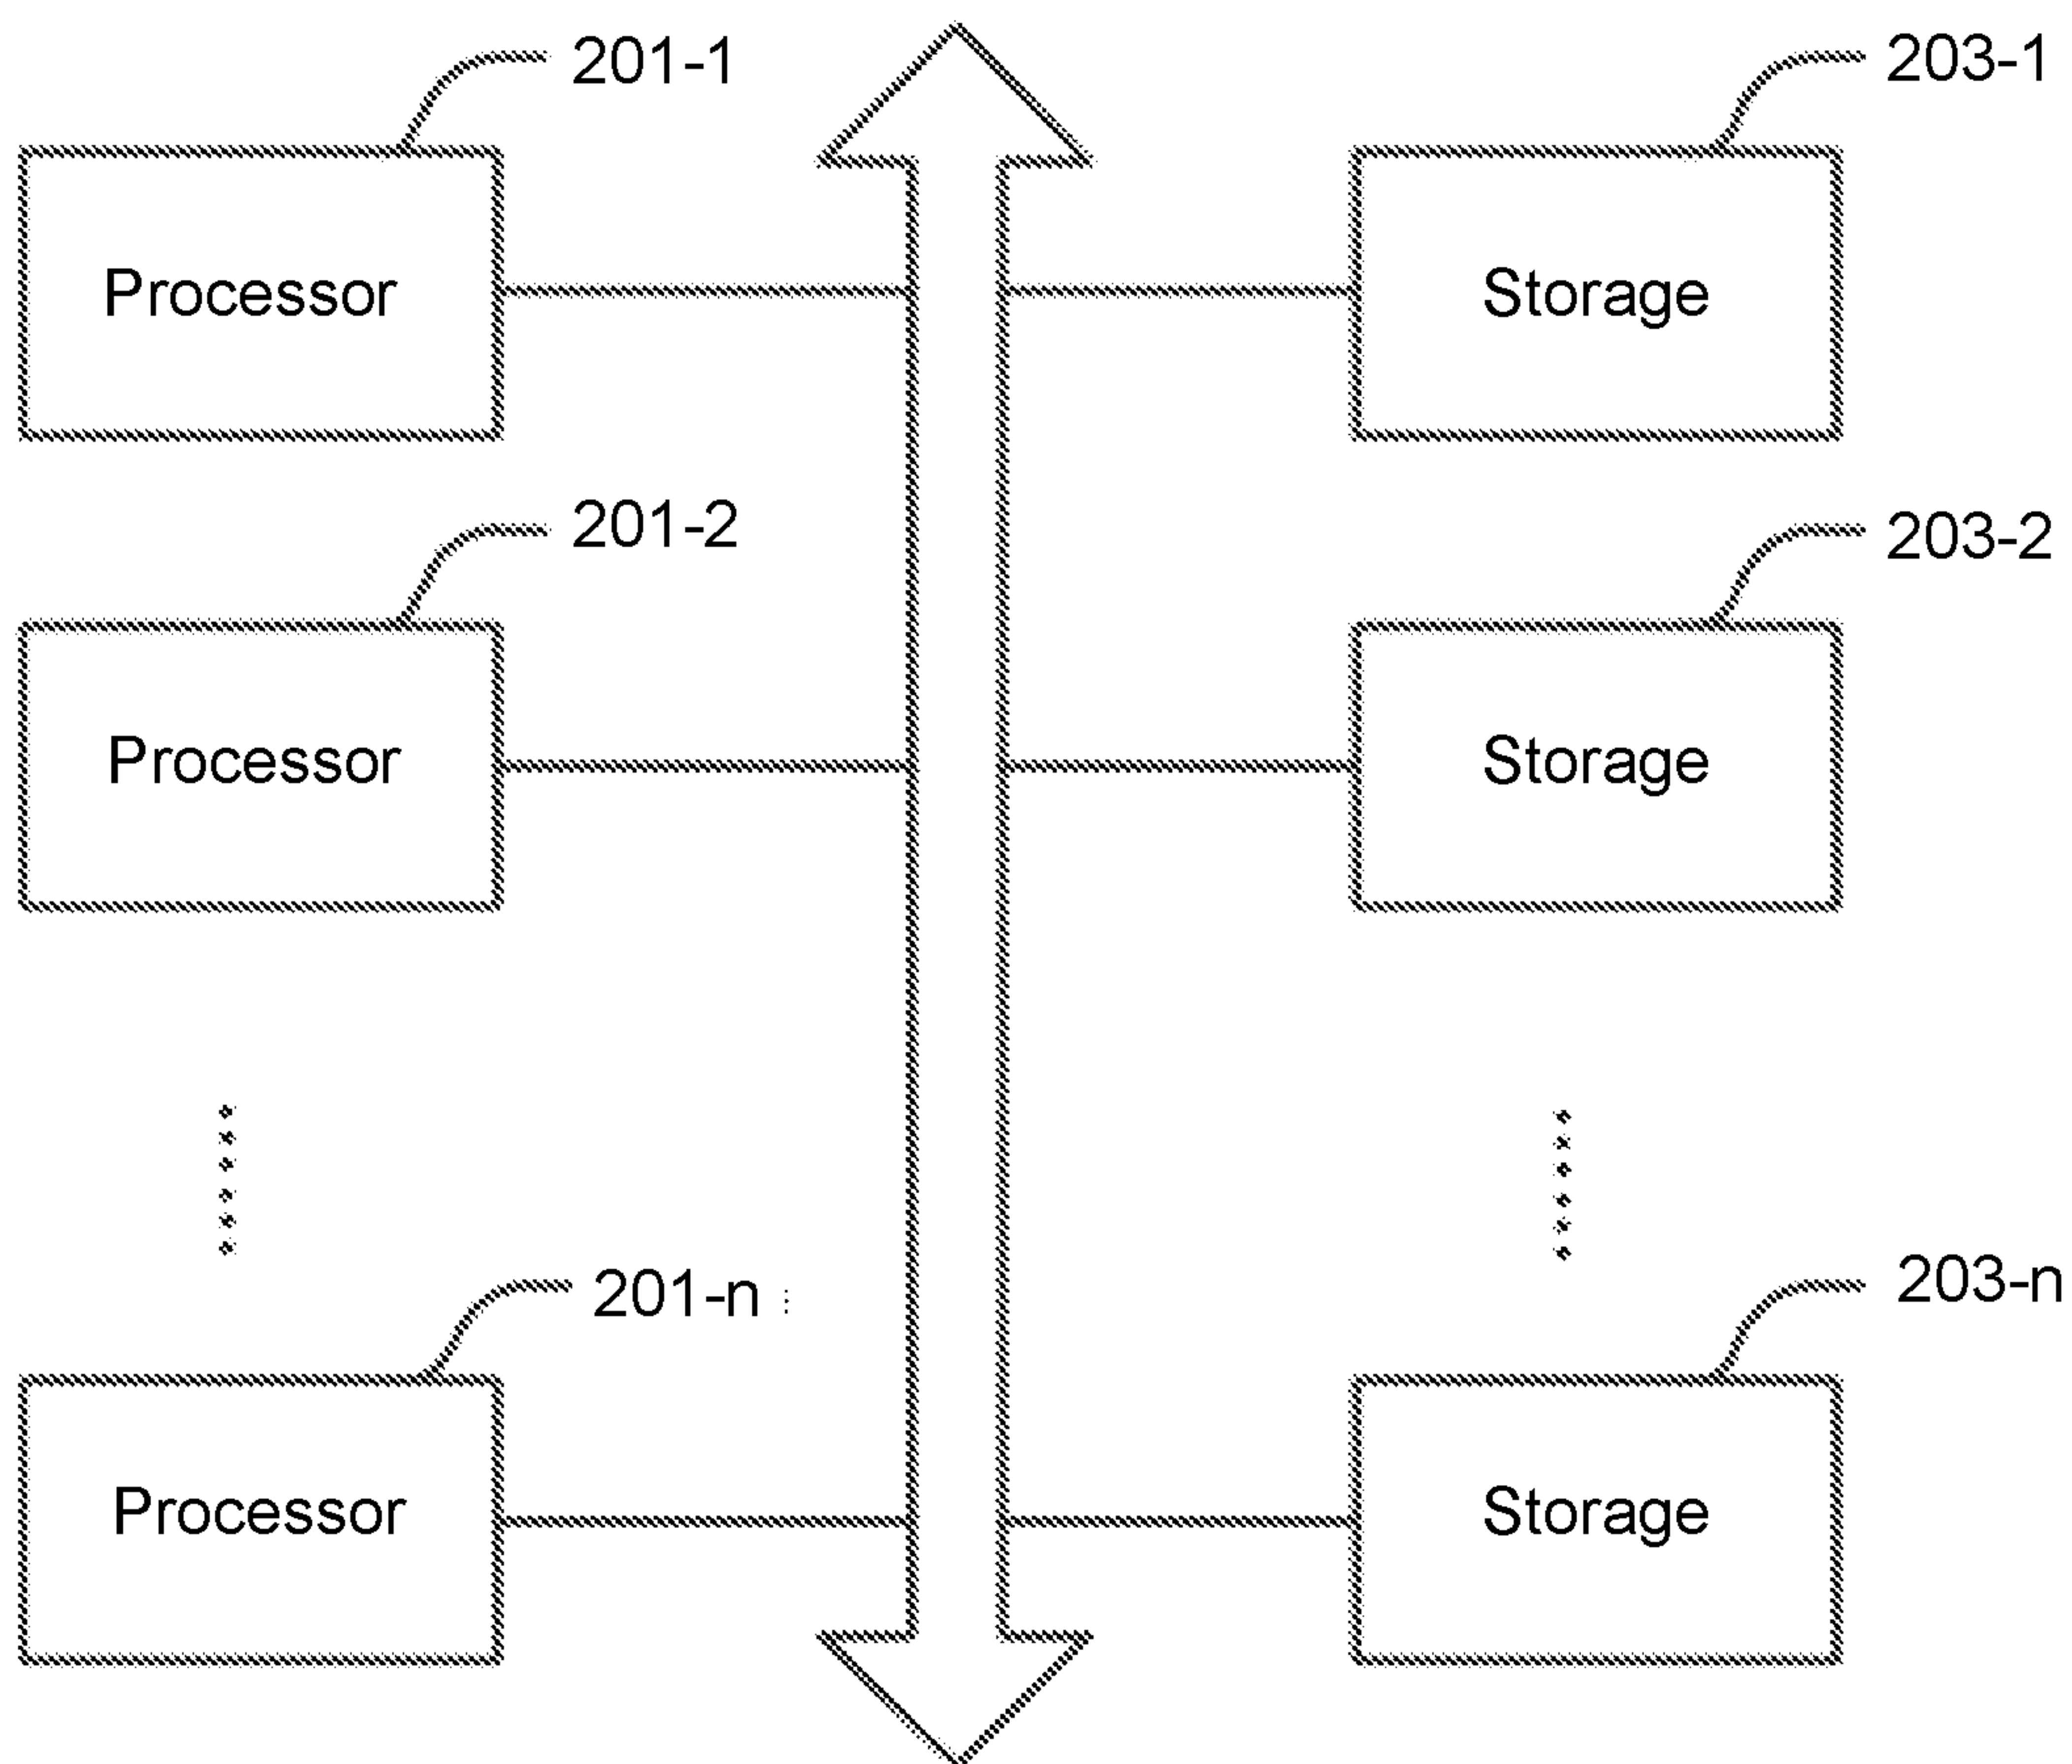 201-1
203-1
Processor
Storage
201-2
203-2
Processor
Storage
201-n
203-n
Processor
Storage